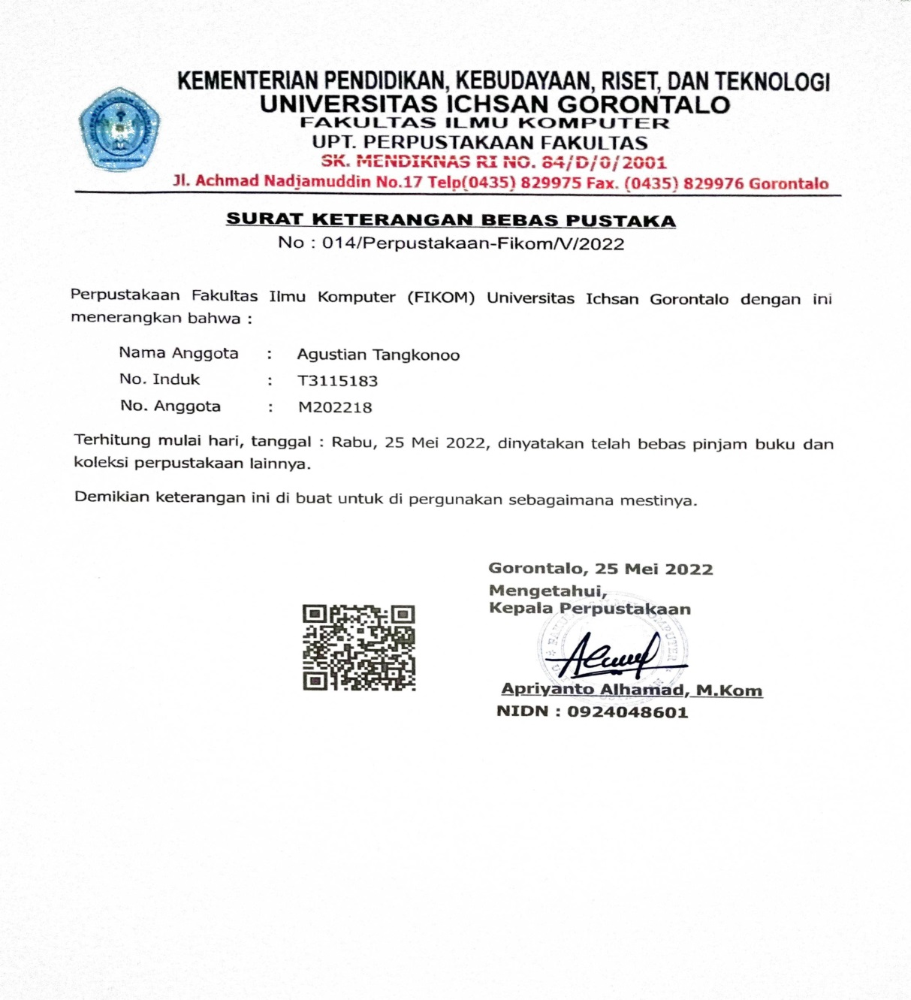 KEMENTERIAN PENDIDIKAN, KEBUDAYAAN, RISET, DAN TEKNOLOGI
UNIVERSITAS ICHSAN GORONTALO
FAKULTAS ILMU KOMPUTER
UPT. PERPUSTAKAAN FAKULTAS
SK. MENDIKNAS RI NO. 84/D/0/2001
Jl. Achmad Nadjamuddin No.17 Telp(0435) 829975 Fax. (0435) 829976 Gorontalo
SURAT KETERANGAN BEBAS PUSTAKA
No : 014/Perpustakaan-Fikom/V/2022
Perpustakaan Fakultas Ilmu Komputer (FIKOM) Universitas Ichsan Gorontalo dengan ini
menerangkan bahwa :
Nama Anggota : Agustian Tangkonoo
No. Induk : T3115183
No. Anggota : M202218
Terhitung mulai hari, tanggal : Rabu, 25 Mei 2022, dinyatakan telah bebas pinjam buku dan
koleksi perpustakaan lainnya.
Demikian keterangan ini di buat untuk di pergunakan sebagaimana mestinya.
Gorontalo, 25 Mei 2022
Mengetahui,
Kepala Perpustakaan
Apriyanto Alhamad, M.Kom
NIDN : 0924048601